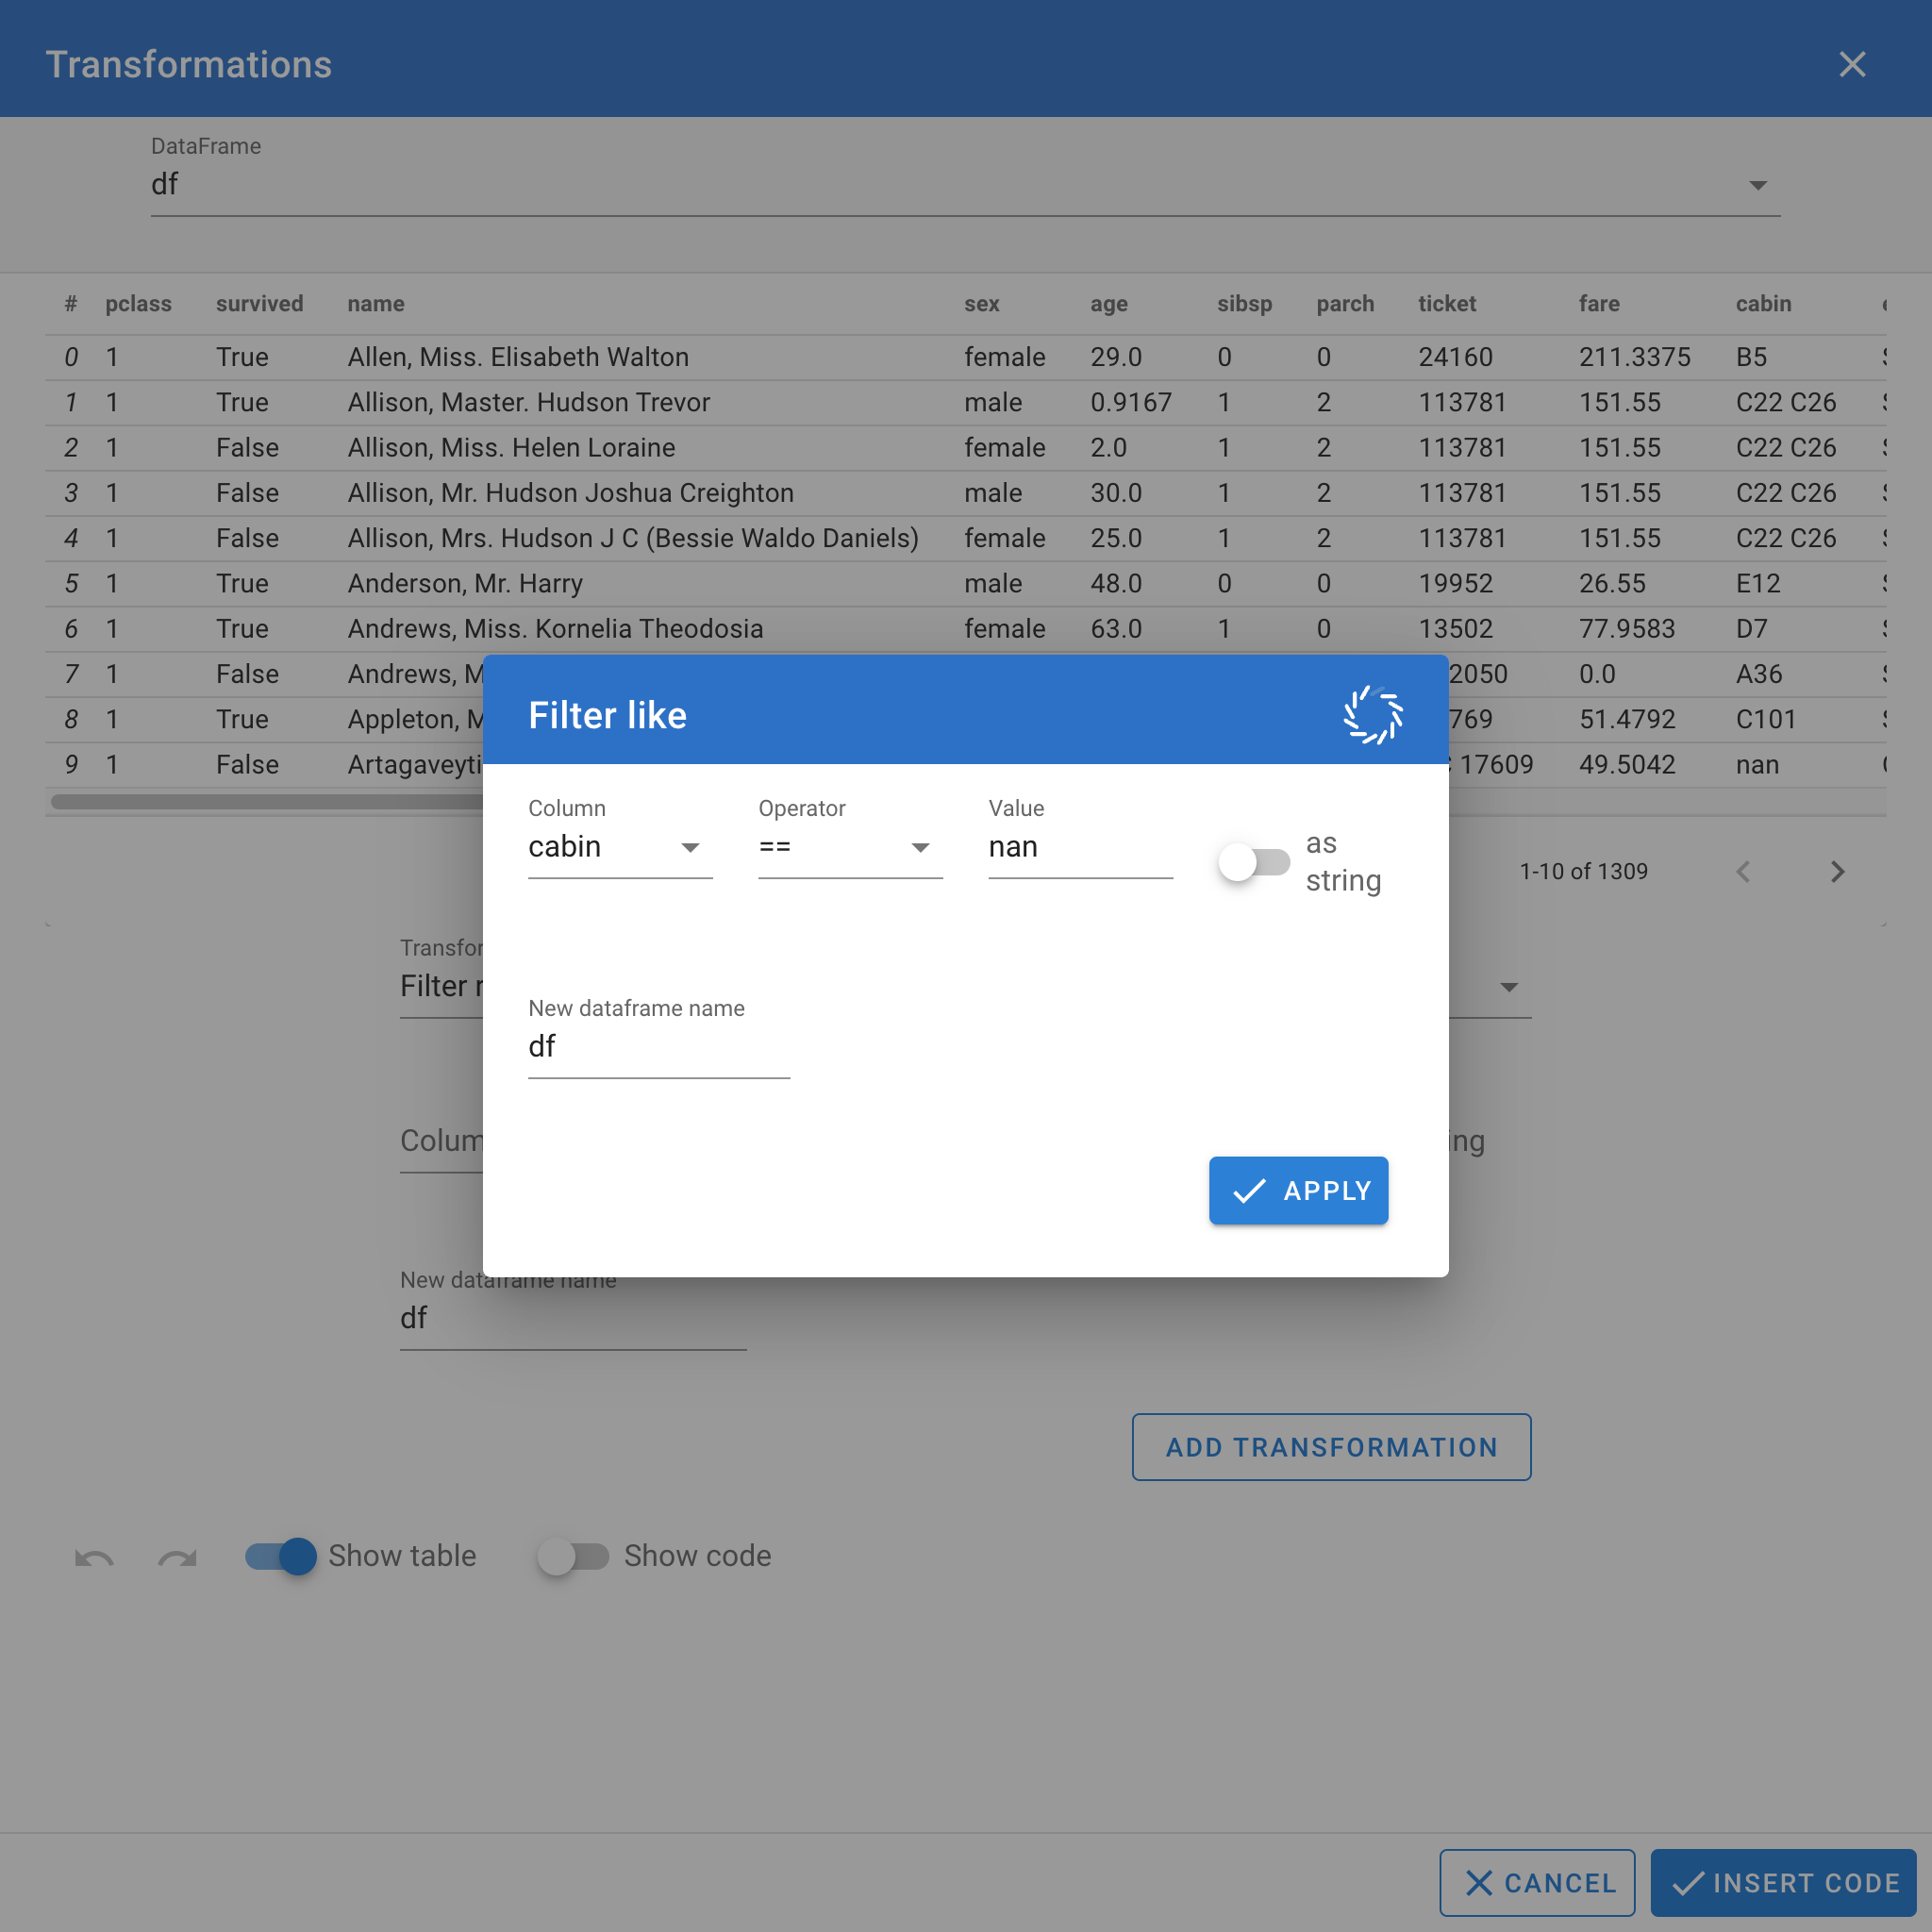 Transformations
DataFrame
df
# pclass survived name sex age sibsp parch ticket fare cabin
0 1 True Allen, Miss. Elisabeth Walton female 29.0 0 0 24160 211.3375 B5
1 1 True Allison, Master. Hudson Trevor male 0.9167 1 2 113781 151.55 C22 C26
2 1 False Allison, Miss. Helen Loraine female 2.0 1 2 113781 151.55 C22 C26
3 1 False Allison, Mr. Hudson Joshua Creighton male 30.0 1 2 113781 151.55 C22 C26
4 1 False Allison, Mrs. Hudson J C (Bessie Waldo Daniels) female 25.0 1 2 113781 151.55 C22 C26
5 1 True Anderson, Mr. Harry male 48.0 0 0 19952 26.55 E12
6 1 True Andrews, Miss. Kornelia Theodosia female 63.0 1 0 13502 77.9583 D7
7 1 False Andrews, M 2050 0.0 A36
8 1 True Appleton, M 769 51.4792 C101
9 1 False Artagaveyti 17609 49.5042 nan
Filter like
Column Operator Value
cabin == nan as string
1-10 of 1309
Transfor
Filter r
New dataframe name
df
Colum ing
APPLY
New dataframe name
df
ADD TRANSFORMATION
Show table Show code
CANCEL INSERT CODE